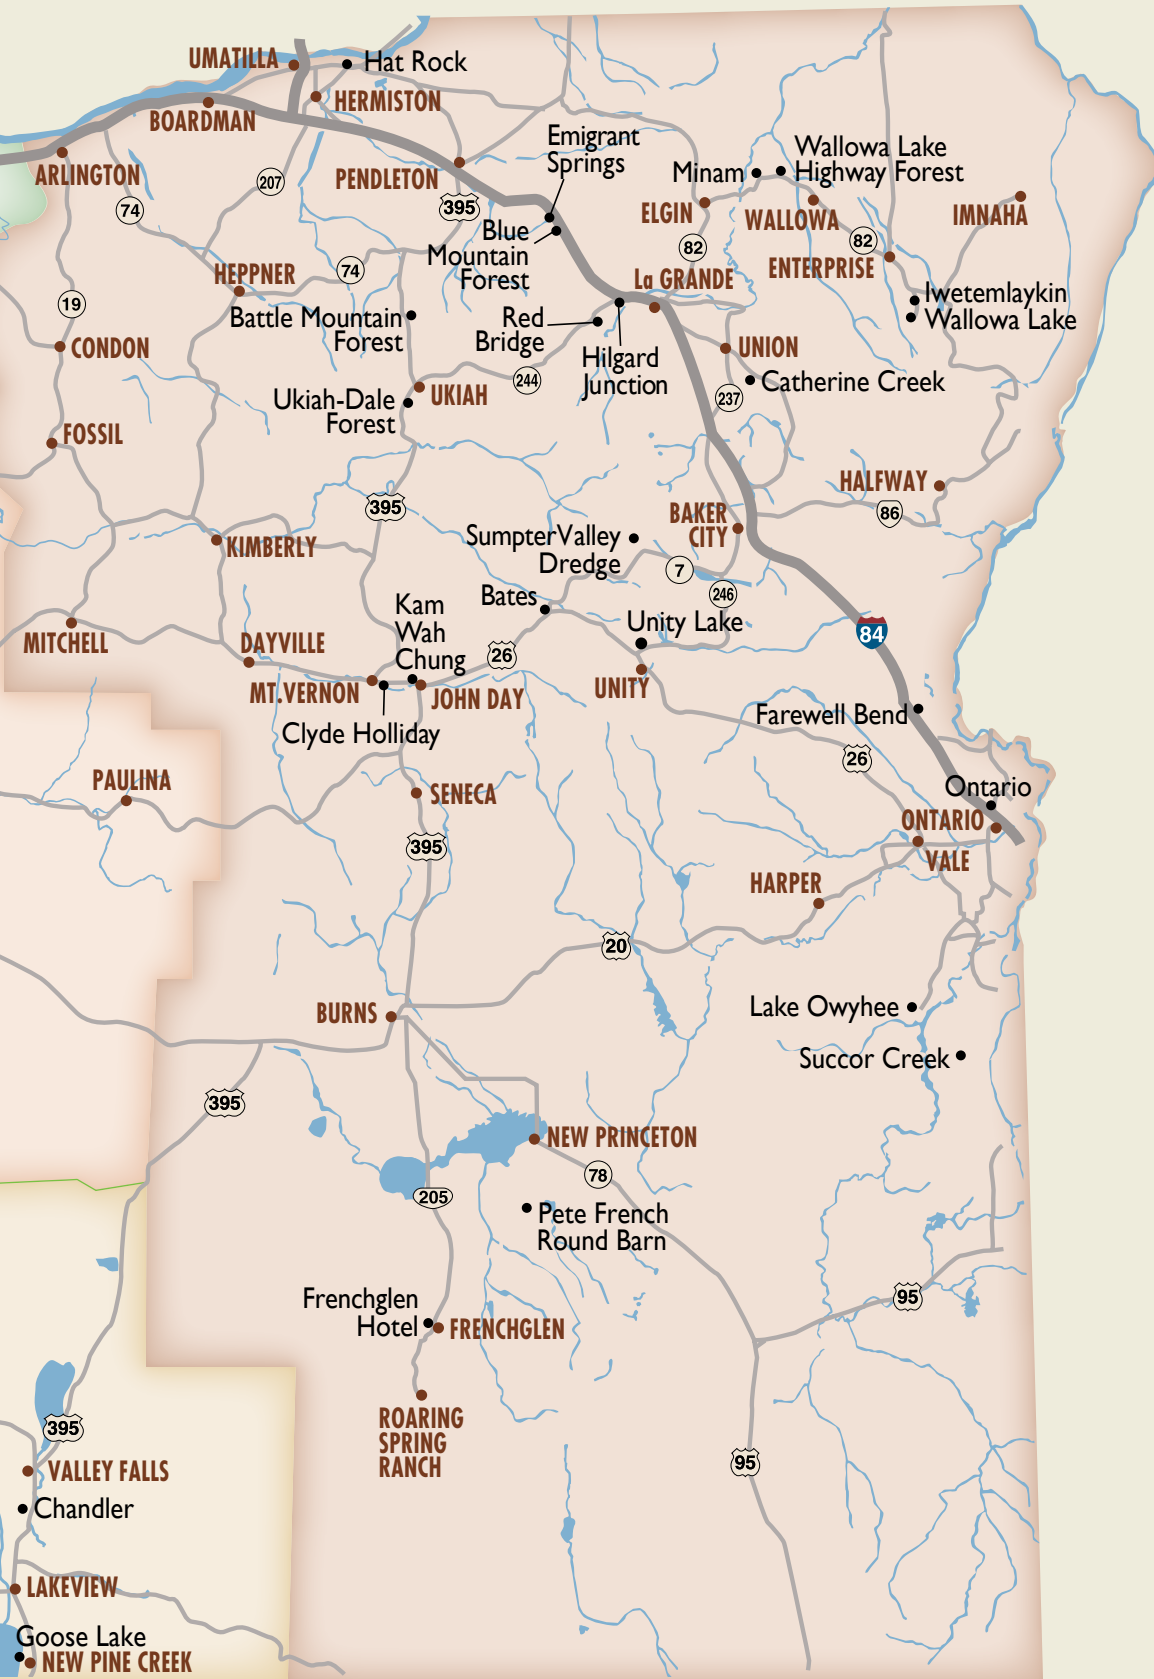 UMATILLA
Hat Rock
HERMISTON
BOARDMAN
Emigrant
Springs
Wallowa Lake
Highway Forest
Minam
ARLINGTON
207
PENDLETON
74
395
ELGIN
WALLOWA
IMNAHA
Blue
Mountain
Forest
82
82
ENTERPRISE
HEPPNER
74
La GRANDE
19
Iwetemlaykin
Wallowa Lake
Battle Mountain
Forest
Red
Bridge
CONDON
Hilgard
Junction
UNION
244
Catherine Creek
UKIAH
237
Ukiah-Dale
Forest
FOSSIL
HALFWAY
395
BAKER
CITY
86
SumpterValley
Dredge
KIMBERLY
7
246
Bates
Kam
Wah
Chung
Unity Lake
84
MITCHELL
DAYVILLE
26
MT.VERNON
JOHN DAY
UNITY
Clyde Holliday
Farewell Bend
26
PAULINA
SENECA
Ontario
ONTARIO
395
VALE
HARPER
20
BURNS
Lake Owyhee
Succor Creek
395
NEW PRINCETON
78
205
Pete French
Round Barn
95
Frenchglen
Hotel
FRENCHGLEN
395
ROARING
SPRING
RANCH
95
VALLEY FALLS
Chandler
LAKEVIEW
Goose Lake
NEW PINE CREEK